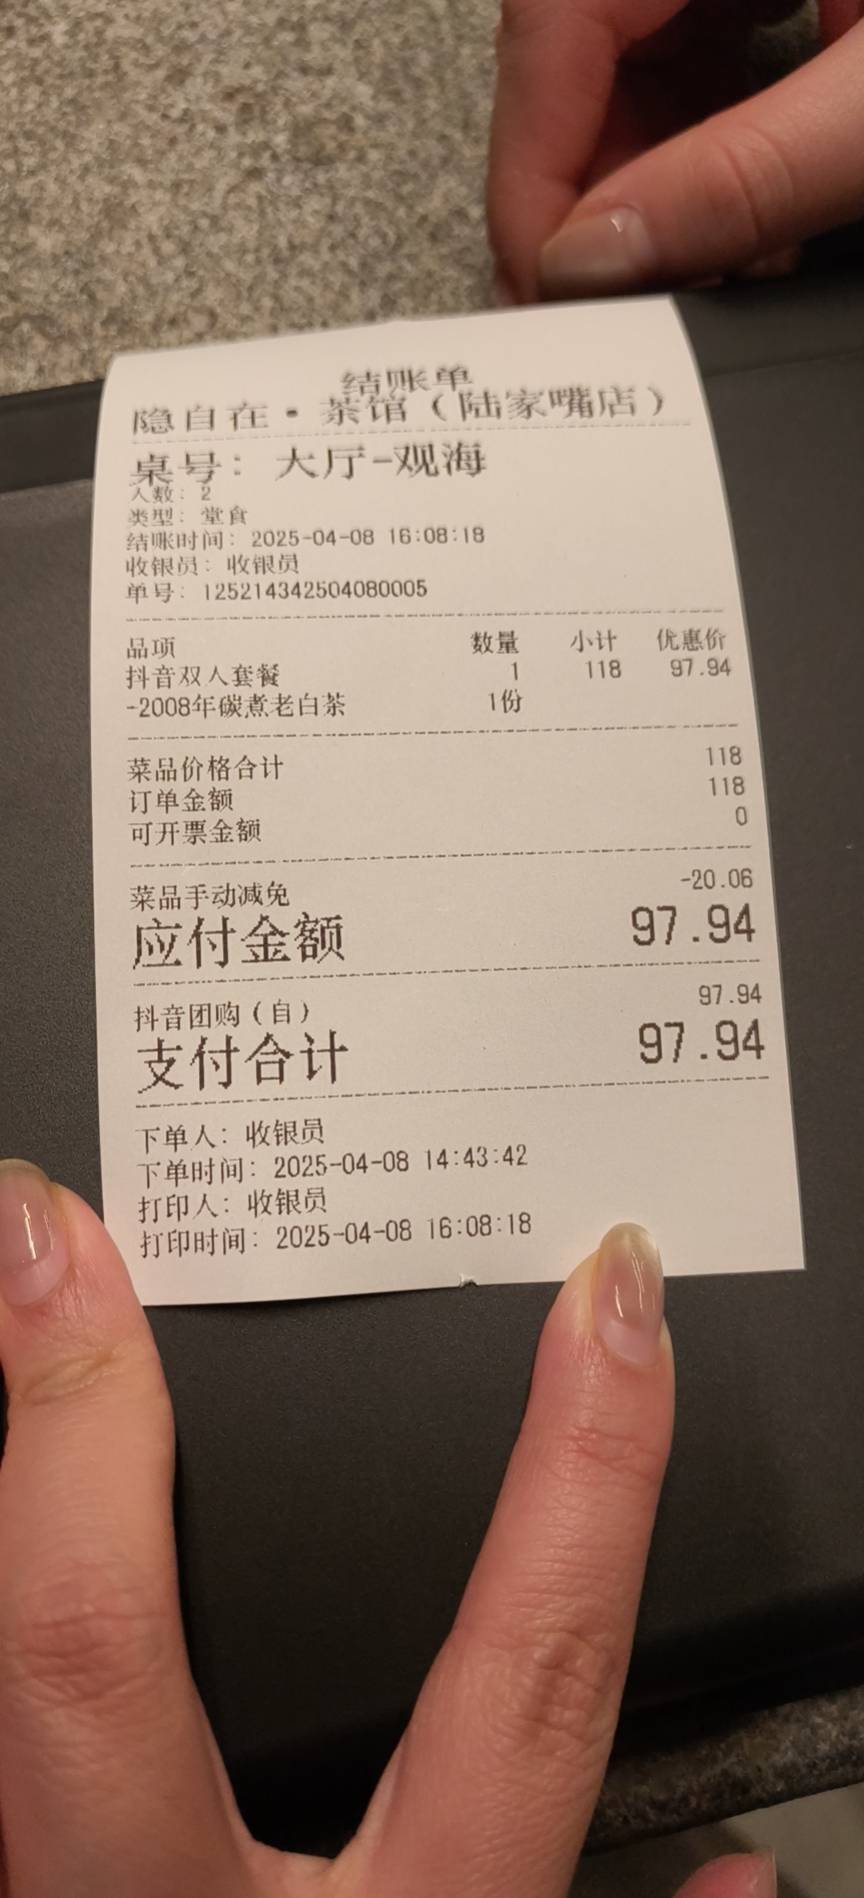 结账单
隐自在·茶馆（陆家嘴店）
桌号：大厅-观海
人数：2
类型：堂食
结账时间：2025-04-08 16:08:18
收银员：收银员
单号：125214342504080005
品项 数量 小计 优惠价
抖音双人套餐 1 118 97.94
-2008年碳煮老白茶 1份
菜品价格合计 118
订单金额 118
可开票金额 0
菜品手动减免 -20.06
应付金额 97.94
抖音团购（自） 97.94
支付合计 97.94
下单人：收银员
下单时间：2025-04-08 14:43:42
打印人：收银员
打印时间：2025-04-08 16:08:18